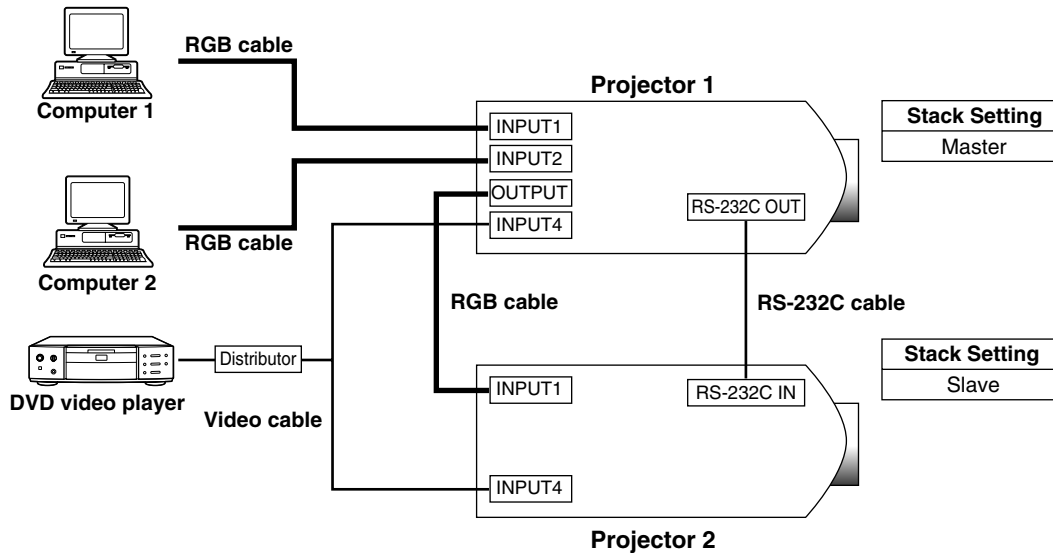 RGB cable
Computer 1
Projector 1
INPUT1
INPUT2
OUTPUT
INPUT4
RS-232C OUT
Stack Setting
Master
RGB cable
Computer 2
RGB cable
RS-232C cable
DVD video player
Distributor
Video cable
INPUT1
INPUT4
RS-232C IN
Stack Setting
Slave
Projector 2